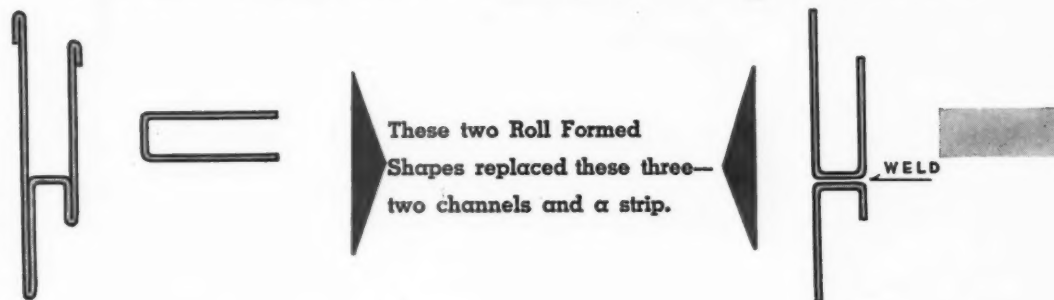 These two Roll Formed
Shapes replaced these three—
two channels and a strip.
WELD